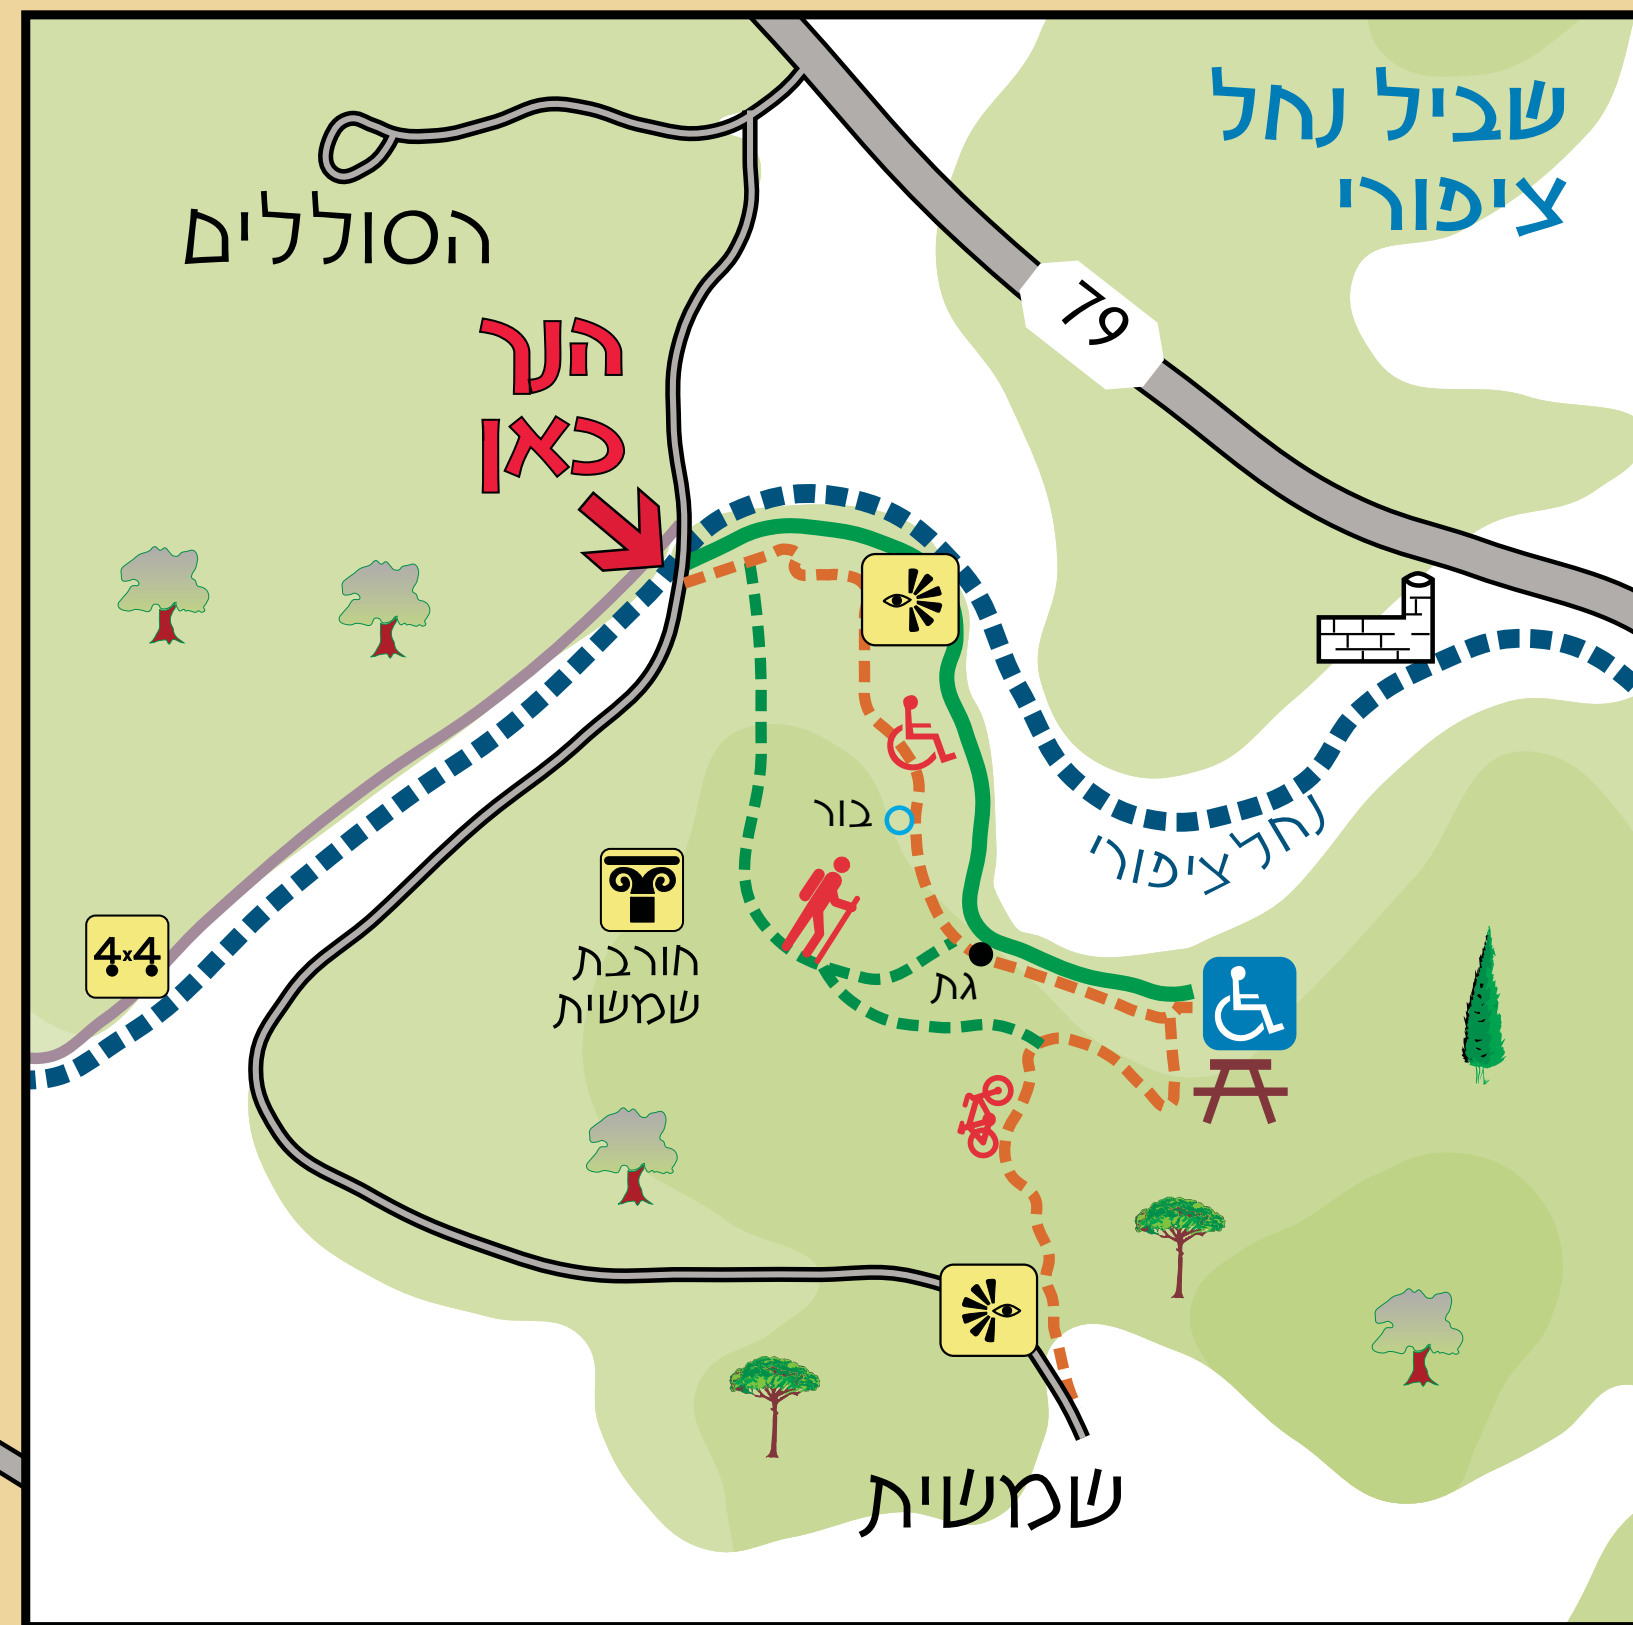 שביל נחל
ציפורי
79
הסוללים
הנך
כאן
בור
נחל ציפורי
חורבת
שמשית
גת
4x4
שמשית